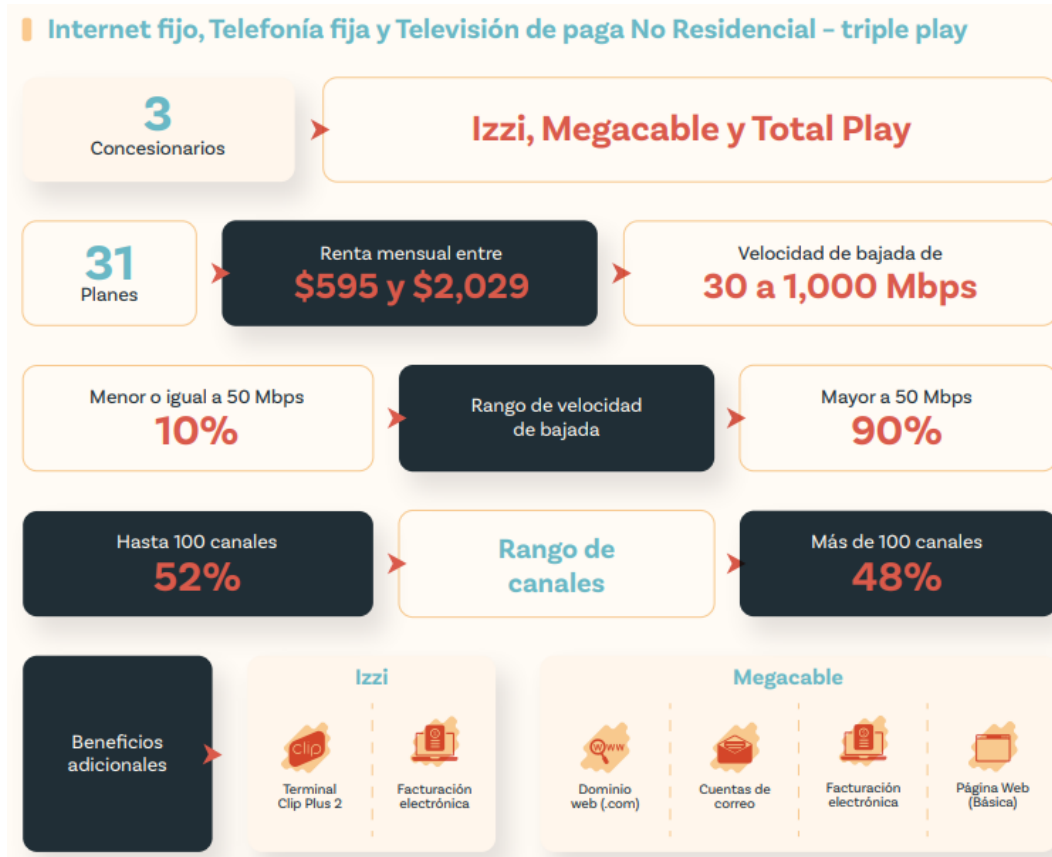 Internet fijo, Telefonía fija y Televisión de paga No Residencial – triple play
3
Concesionarios
Izzi, Megacable y Total Play
31
Planes
Renta mensual entre
$595 y $2,029
Velocidad de bajada de
30 a 1,000 Mbps
Menor o igual a 50 Mbps
10%
Rango de velocidad
de bajada
Mayor a 50 Mbps
90%
Hasta 100 canales
52%
Rango de
canales
Más de 100 canales
48%
Beneficios
adicionales
Izzi
clip
Terminal
Clip Plus 2
Facturación
electrónica
Megacable
www
Dominio
web (.com)
Cuentas de
correo
Facturación
electrónica
Página Web
(Básica)